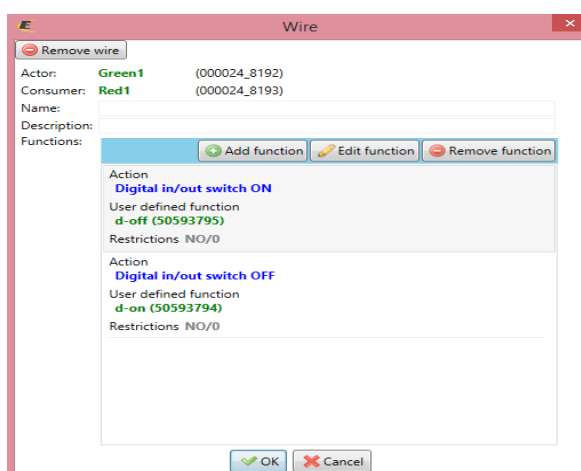 Wire
Remove wire
Actor: Green1 (000024_8192)
Consumer: Red1 (000024_8193)
Name:
Description:
Functions:
Add function Edit function Remove function
Action
Digital in/out switch ON
User defined function
d-off (50593795)
Restrictions NO/0
Action
Digital in/out switch OFF
User defined function
d-on (50593794)
Restrictions NO/0
OK Cancel